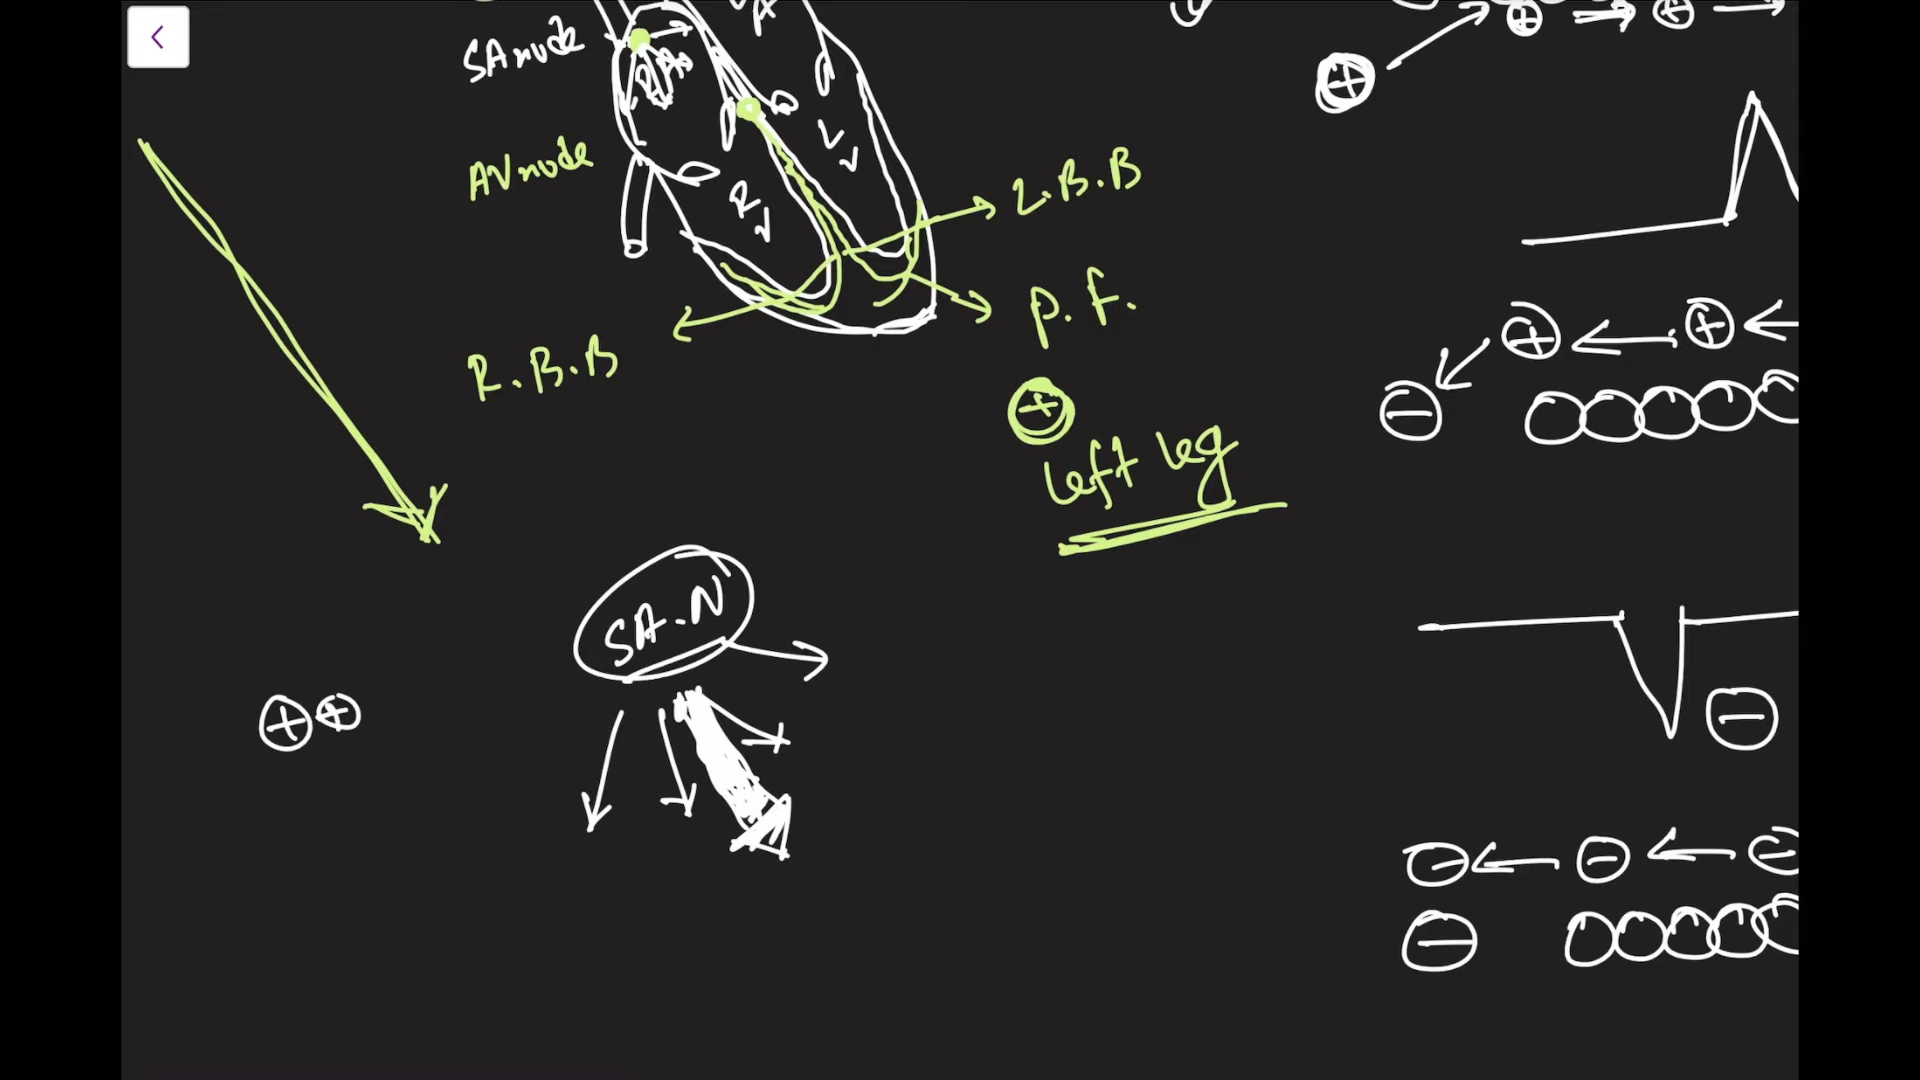 SA node
AV node
R
V
L
V
L.B.B
P.F.
R.B.B
+
left leg
SA.N
+ +
+
+ +
+ +
-
-
- - -
-